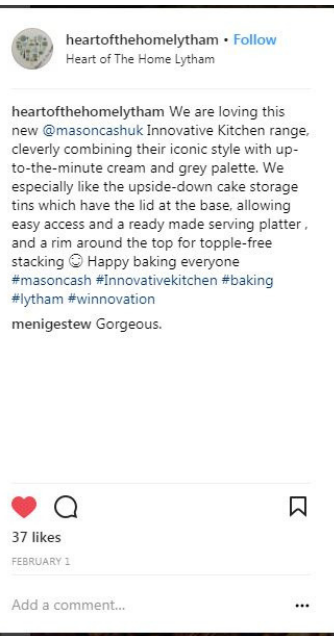 heartofthehomelytham • Follow
Heart of The Home Lytham
heartofthehomelytham We are loving this
new @masoncashuk Innovative Kitchen range,
cleverly combining their iconic style with up-
to-the-minute cream and grey palette. We
especially like the upside-down cake storage
tins which have the lid at the base, allowing
easy access and a ready made serving platter ,
and a rim around the top for topple-free
stacking ☺ Happy baking everyone
#masoncash #Innovativekitchen #baking
#lytham #winnovation
menigestew Gorgeous.
37 likes
FEBRUARY 1
Add a comment...